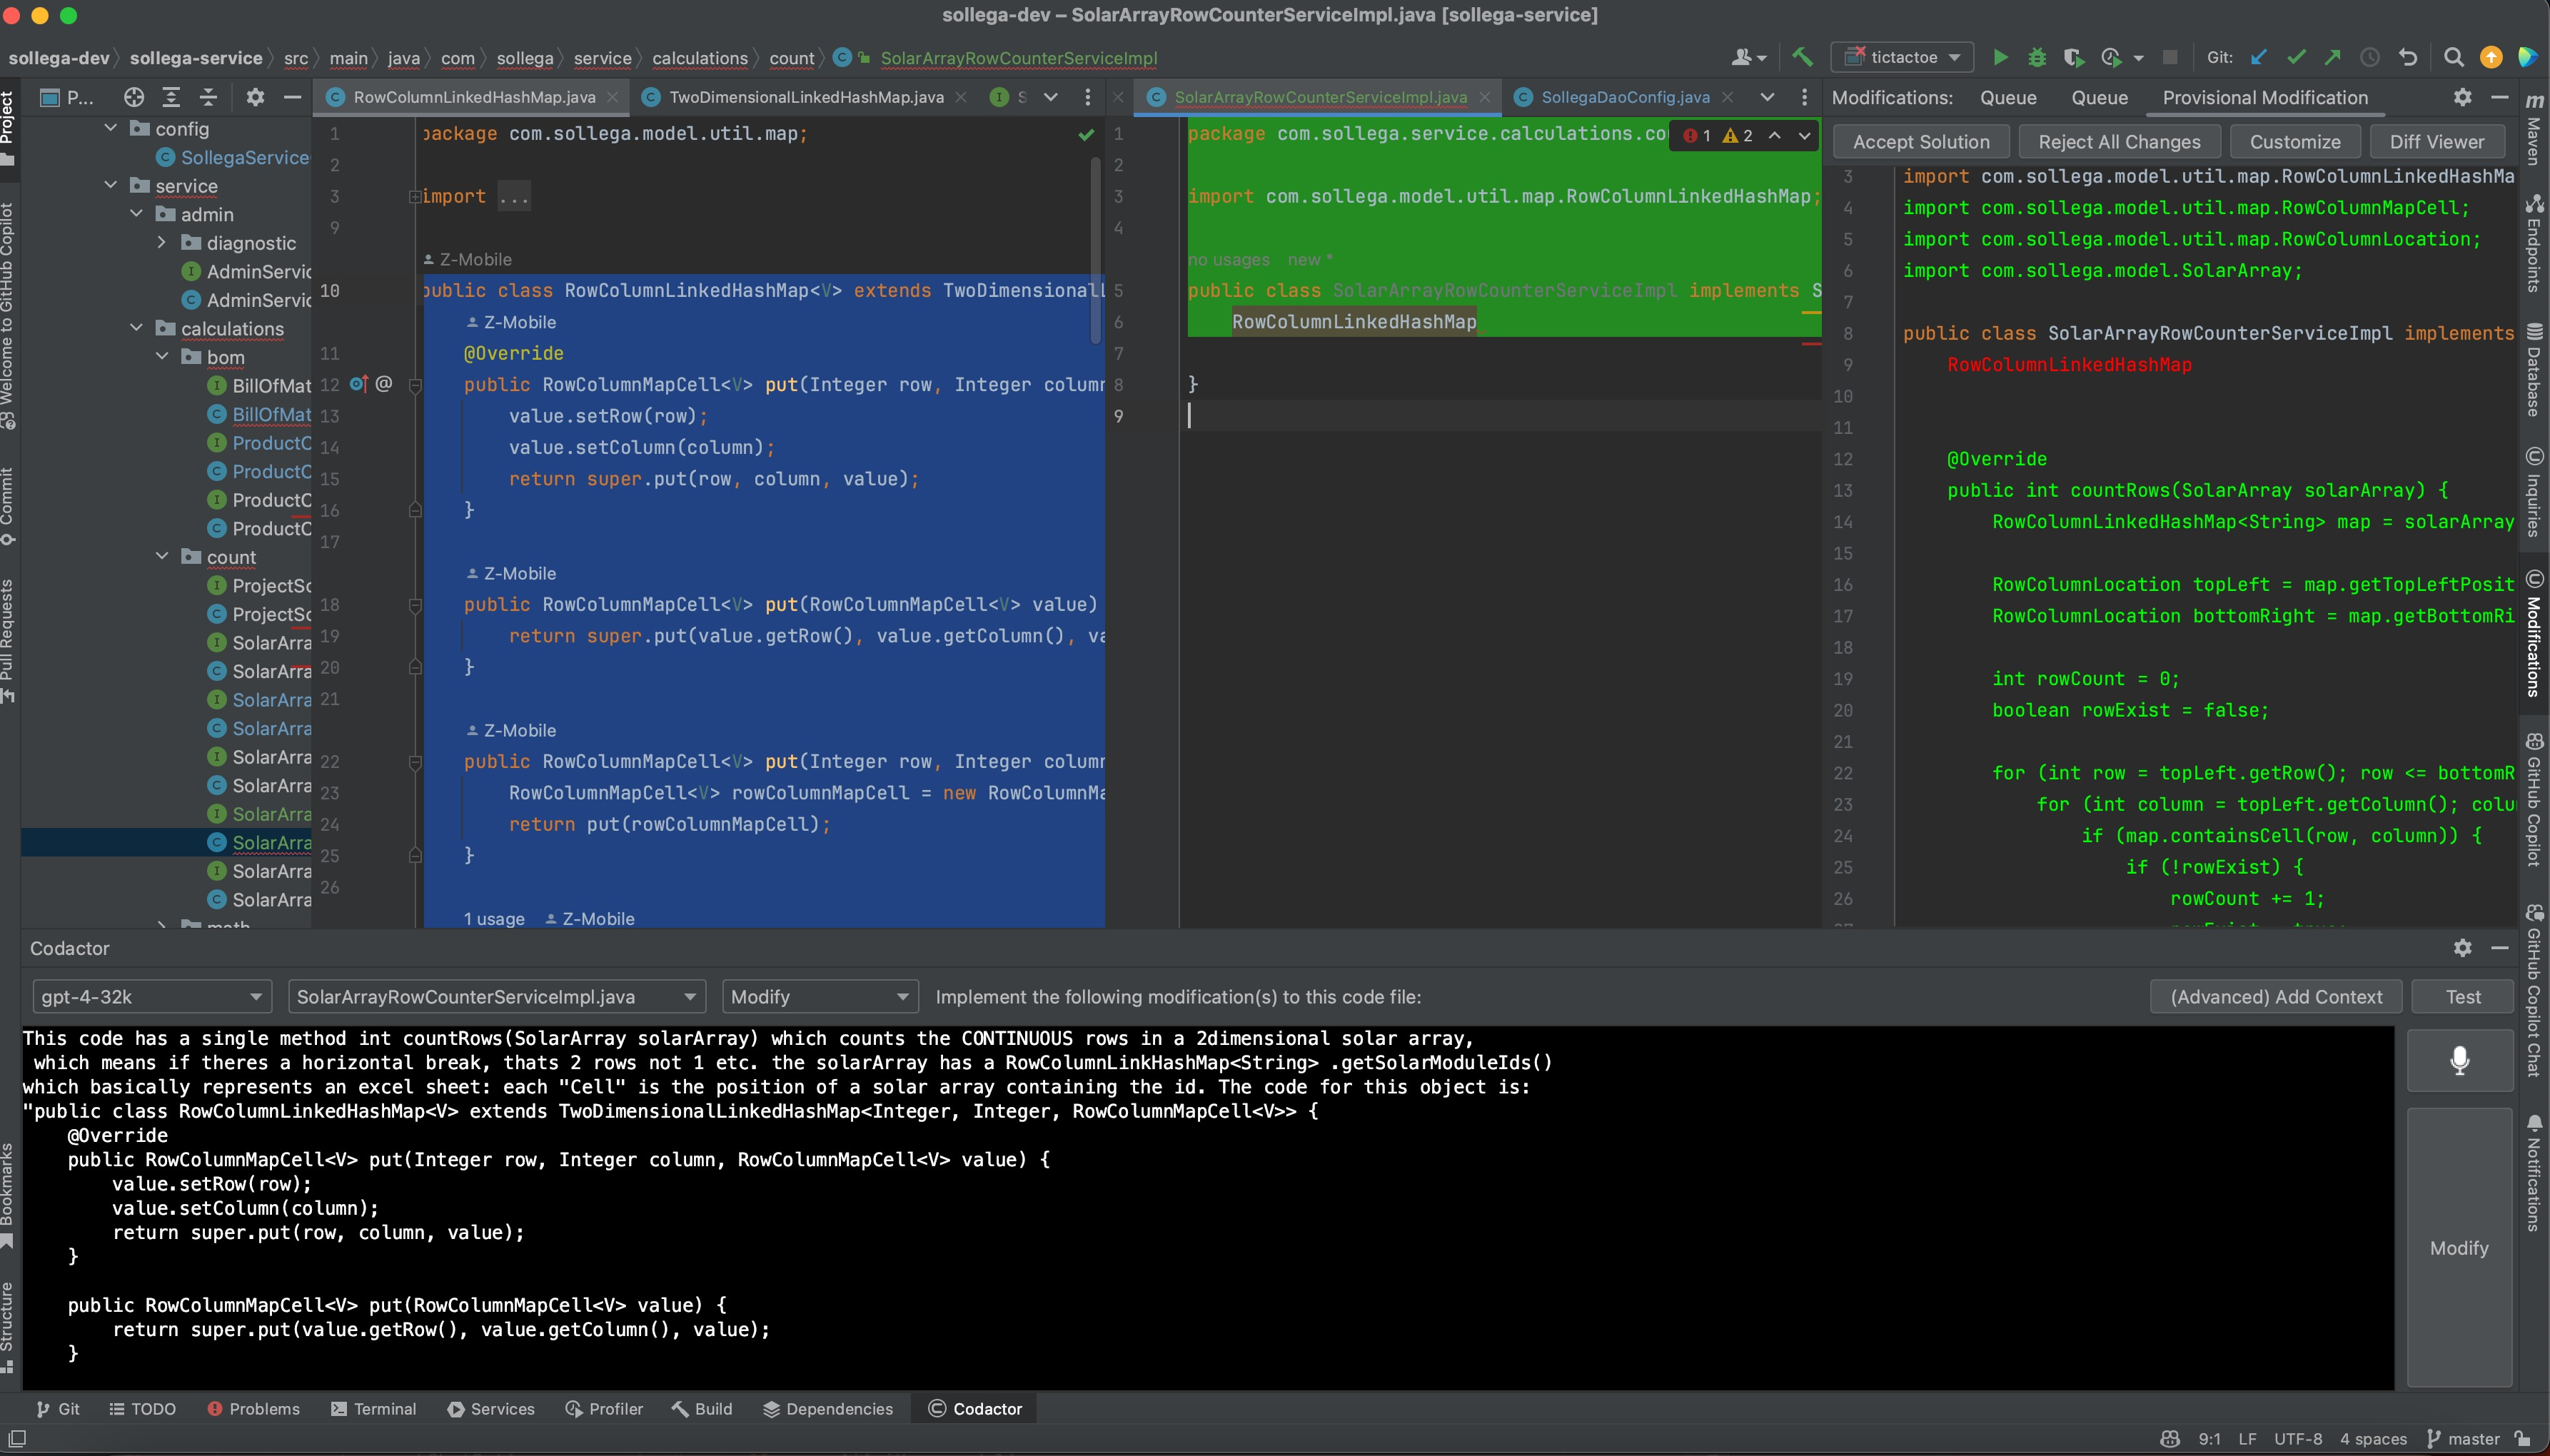 sollega-dev – SolarArrayRowCounterServiceImpl.java [sollega-service]
sollega-dev sollega-service src main java com sollega service calculations count SolarArrayRowCounterServiceImpl
tictactoe Git:
Project
Welcome to GitHub Copilot
Commit
Pull Requests
Bookmarks
Structure
P...
config
SollegaService
service
admin
diagnostic
AdminServic
AdminServic
calculations
bom
BillOfMat
BillOfMat
ProductC
ProductC
ProductC
ProductC
count
ProjectSc
ProjectSc
SolarArra
SolarArra
SolarArra
SolarArra
SolarArra
SolarArra
SolarArra
SolarArra
SolarArra
SolarArra
math
RowColumnLinkedHashMap.java TwoDimensionalLinkedHashMap.java S
1 package com.sollega.model.util.map;
2
3 import ...
9
Z-Mobile
10 public class RowColumnLinkedHashMap<V> extends TwoDimensionalL
Z-Mobile
11 @Override
12 @ public RowColumnMapCell<V> put(Integer row, Integer column
13 value.setRow(row);
14 value.setColumn(column);
15 return super.put(row, column, value);
16 }
17
Z-Mobile
18 public RowColumnMapCell<V> put(RowColumnMapCell<V> value)
19 return super.put(value.getRow(), value.getColumn(), va
20 }
21
Z-Mobile
22 public RowColumnMapCell<V> put(Integer row, Integer column
23 RowColumnMapCell<V> rowColumnMapCell = new RowColumnMa
24 return put(rowColumnMapCell);
25 }
26
1 usage Z-Mobile
SolarArrayRowCounterServiceImpl.java SollegaDaoConfig.java
1 package com.sollega.service.calculations.co 1 2
2
3 import com.sollega.model.util.map.RowColumnLinkedHashMap;
4
no usages new *
5 public class SolarArrayRowCounterServiceImpl implements S
6 RowColumnLinkedHashMap
7
8 }
9
Modifications: Queue Queue Provisional Modification
Accept Solution Reject All Changes Customize Diff Viewer
3 import com.sollega.model.util.map.RowColumnLinkedHashMa
4 import com.sollega.model.util.map.RowColumnMapCell;
5 import com.sollega.model.util.map.RowColumnLocation;
6 import com.sollega.model.SolarArray;
7
8 public class SolarArrayRowCounterServiceImpl implements
9 RowColumnLinkedHashMap
10
11
12 @Override
13 public int countRows(SolarArray solarArray) {
14 RowColumnLinkedHashMap<String> map = solarArray
15
16 RowColumnLocation topLeft = map.getTopLeftPosit
17 RowColumnLocation bottomRight = map.getBottomRi
18
19 int rowCount = 0;
20 boolean rowExist = false;
21
22 for (int row = topLeft.getRow(); row <= bottomR
23 for (int column = topLeft.getColumn(); colu
24 if (map.containsCell(row, column)) {
25 if (!rowExist) {
26 rowCount += 1;
Maven
Endpoints
Database
Inquiries
Modifications
GitHub Copilot
GitHub Copilot Chat
Notifications
Codactor
gpt-4-32k SolarArrayRowCounterServiceImpl.java Modify Implement the following modification(s) to this code file: (Advanced) Add Context Test
This code has a single method int countRows(SolarArray solarArray) which counts the CONTINUOUS rows in a 2dimensional solar array,
which means if theres a horizontal break, thats 2 rows not 1 etc. the solarArray has a RowColumnLinkHashMap<String> .getSolarModuleIds()
which basically represents an excel sheet: each "Cell" is the position of a solar array containing the id. The code for this object is:
"public class RowColumnLinkedHashMap<V> extends TwoDimensionalLinkedHashMap<Integer, Integer, RowColumnMapCell<V>> {
@Override
public RowColumnMapCell<V> put(Integer row, Integer column, RowColumnMapCell<V> value) {
value.setRow(row);
value.setColumn(column);
return super.put(row, column, value);
}
public RowColumnMapCell<V> put(RowColumnMapCell<V> value) {
return super.put(value.getRow(), value.getColumn(), value);
}
Modify
Git TODO Problems Terminal Services Profiler Build Dependencies Codactor
9:1 LF UTF-8 4 spaces master